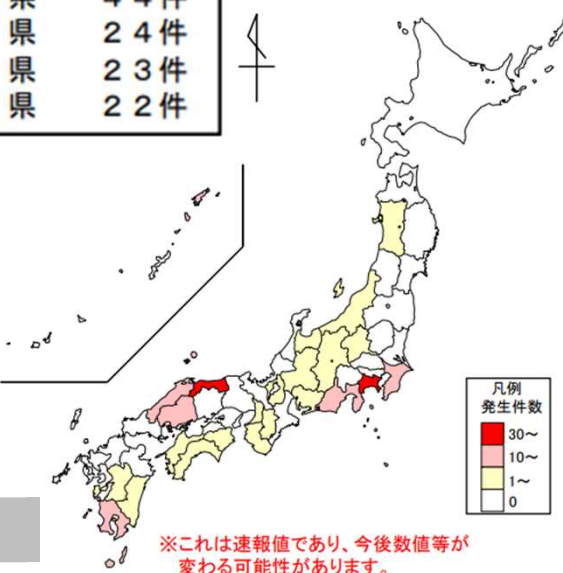 県 24件
県 23件
県 22件
凡例
発生件数
30～
10～
1～
0
※これは速報値であり、今後数値等が
変わる可能性があります。